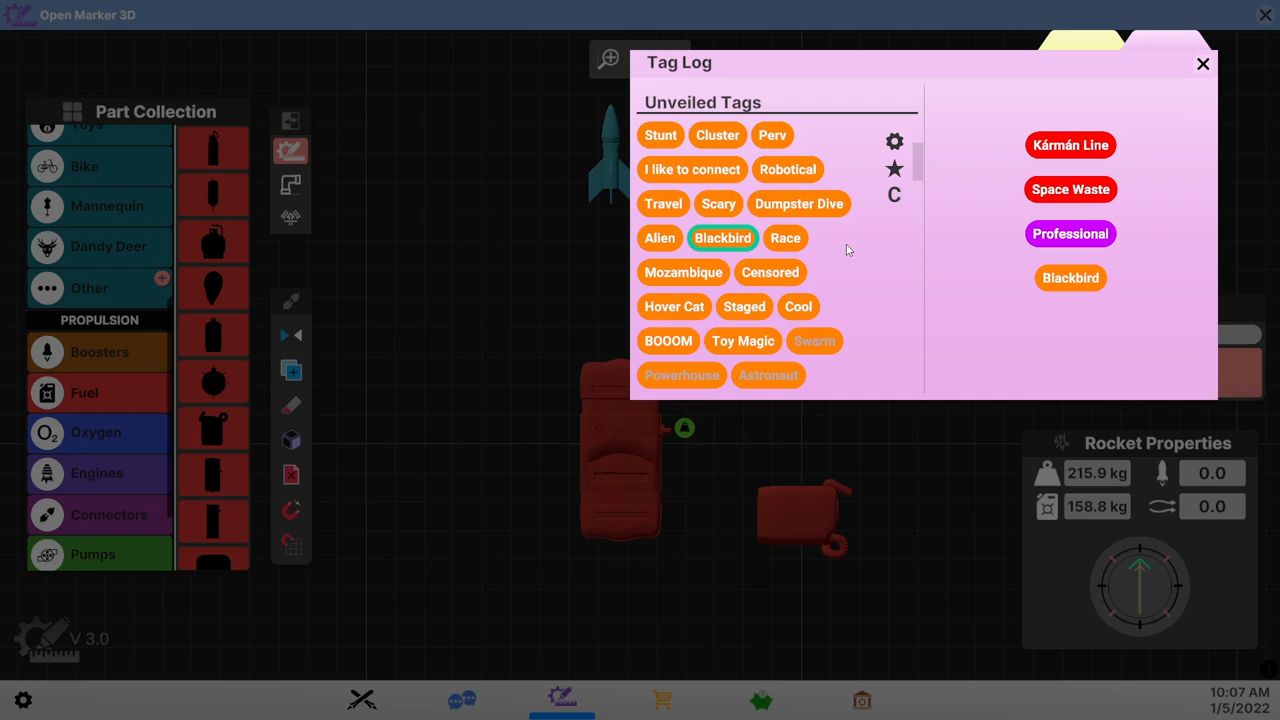 Open Marker 3D
Part Collection
Toys
Bike
Mannequin
Dandy Deer
Other
PROPULSION
Boosters
Fuel
O2 Oxygen
Engines
Connectors
Pumps
V 3.0
Tag Log
Unveiled Tags
Stunt Cluster Perv
I like to connect Robotical
Travel Scary Dumpster Dive
Alien Blackbird Race
Mozambique Censored
Hover Cat Staged Cool
BOOOM Toy Magic Swarm
Powerhouse Astronaut
C
Kármán Line
Space Waste
Professional
Blackbird
Rocket Properties
215.9 kg 0.0
158.8 kg 0.0
10:07 AM
1/5/2022